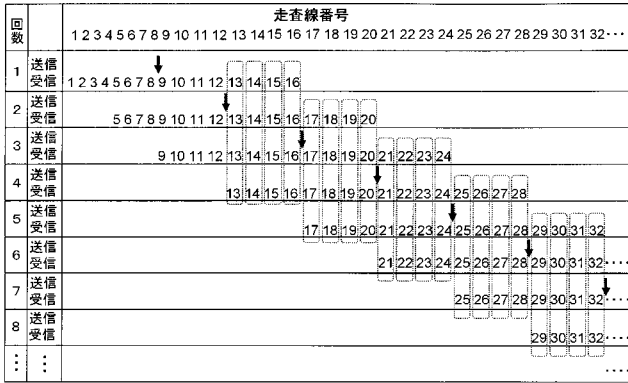 回数
走査線番号
1 2 3 4 5 6 7 8 9 10 11 12 13 14 15 16 17 18 19 20 21 22 23 24 25 26 27 28 29 30 31 32 ···
1
送信
受信 1 2 3 4 5 6 7 8 9 10 11 12 13 14 15 16
2
送信
受信 5 6 7 8 9 10 11 12 13 14 15 16 17 18 19 20
3
送信
受信 9 10 11 12 13 14 15 16 17 18 19 20 21 22 23 24
4
送信
受信 13 14 15 16 17 18 19 20 21 22 23 24 25 26 27 28
5
送信
受信 17 18 19 20 21 22 23 24 25 26 27 28 29 30 31 32
6
送信
受信 21 22 23 24 25 26 27 28 29 30 31 32 ····
7
送信
受信 25 26 27 28 29 30 31 32 ····
8
送信
受信 29 30 31 32 ····
⋮ ⋮ ····